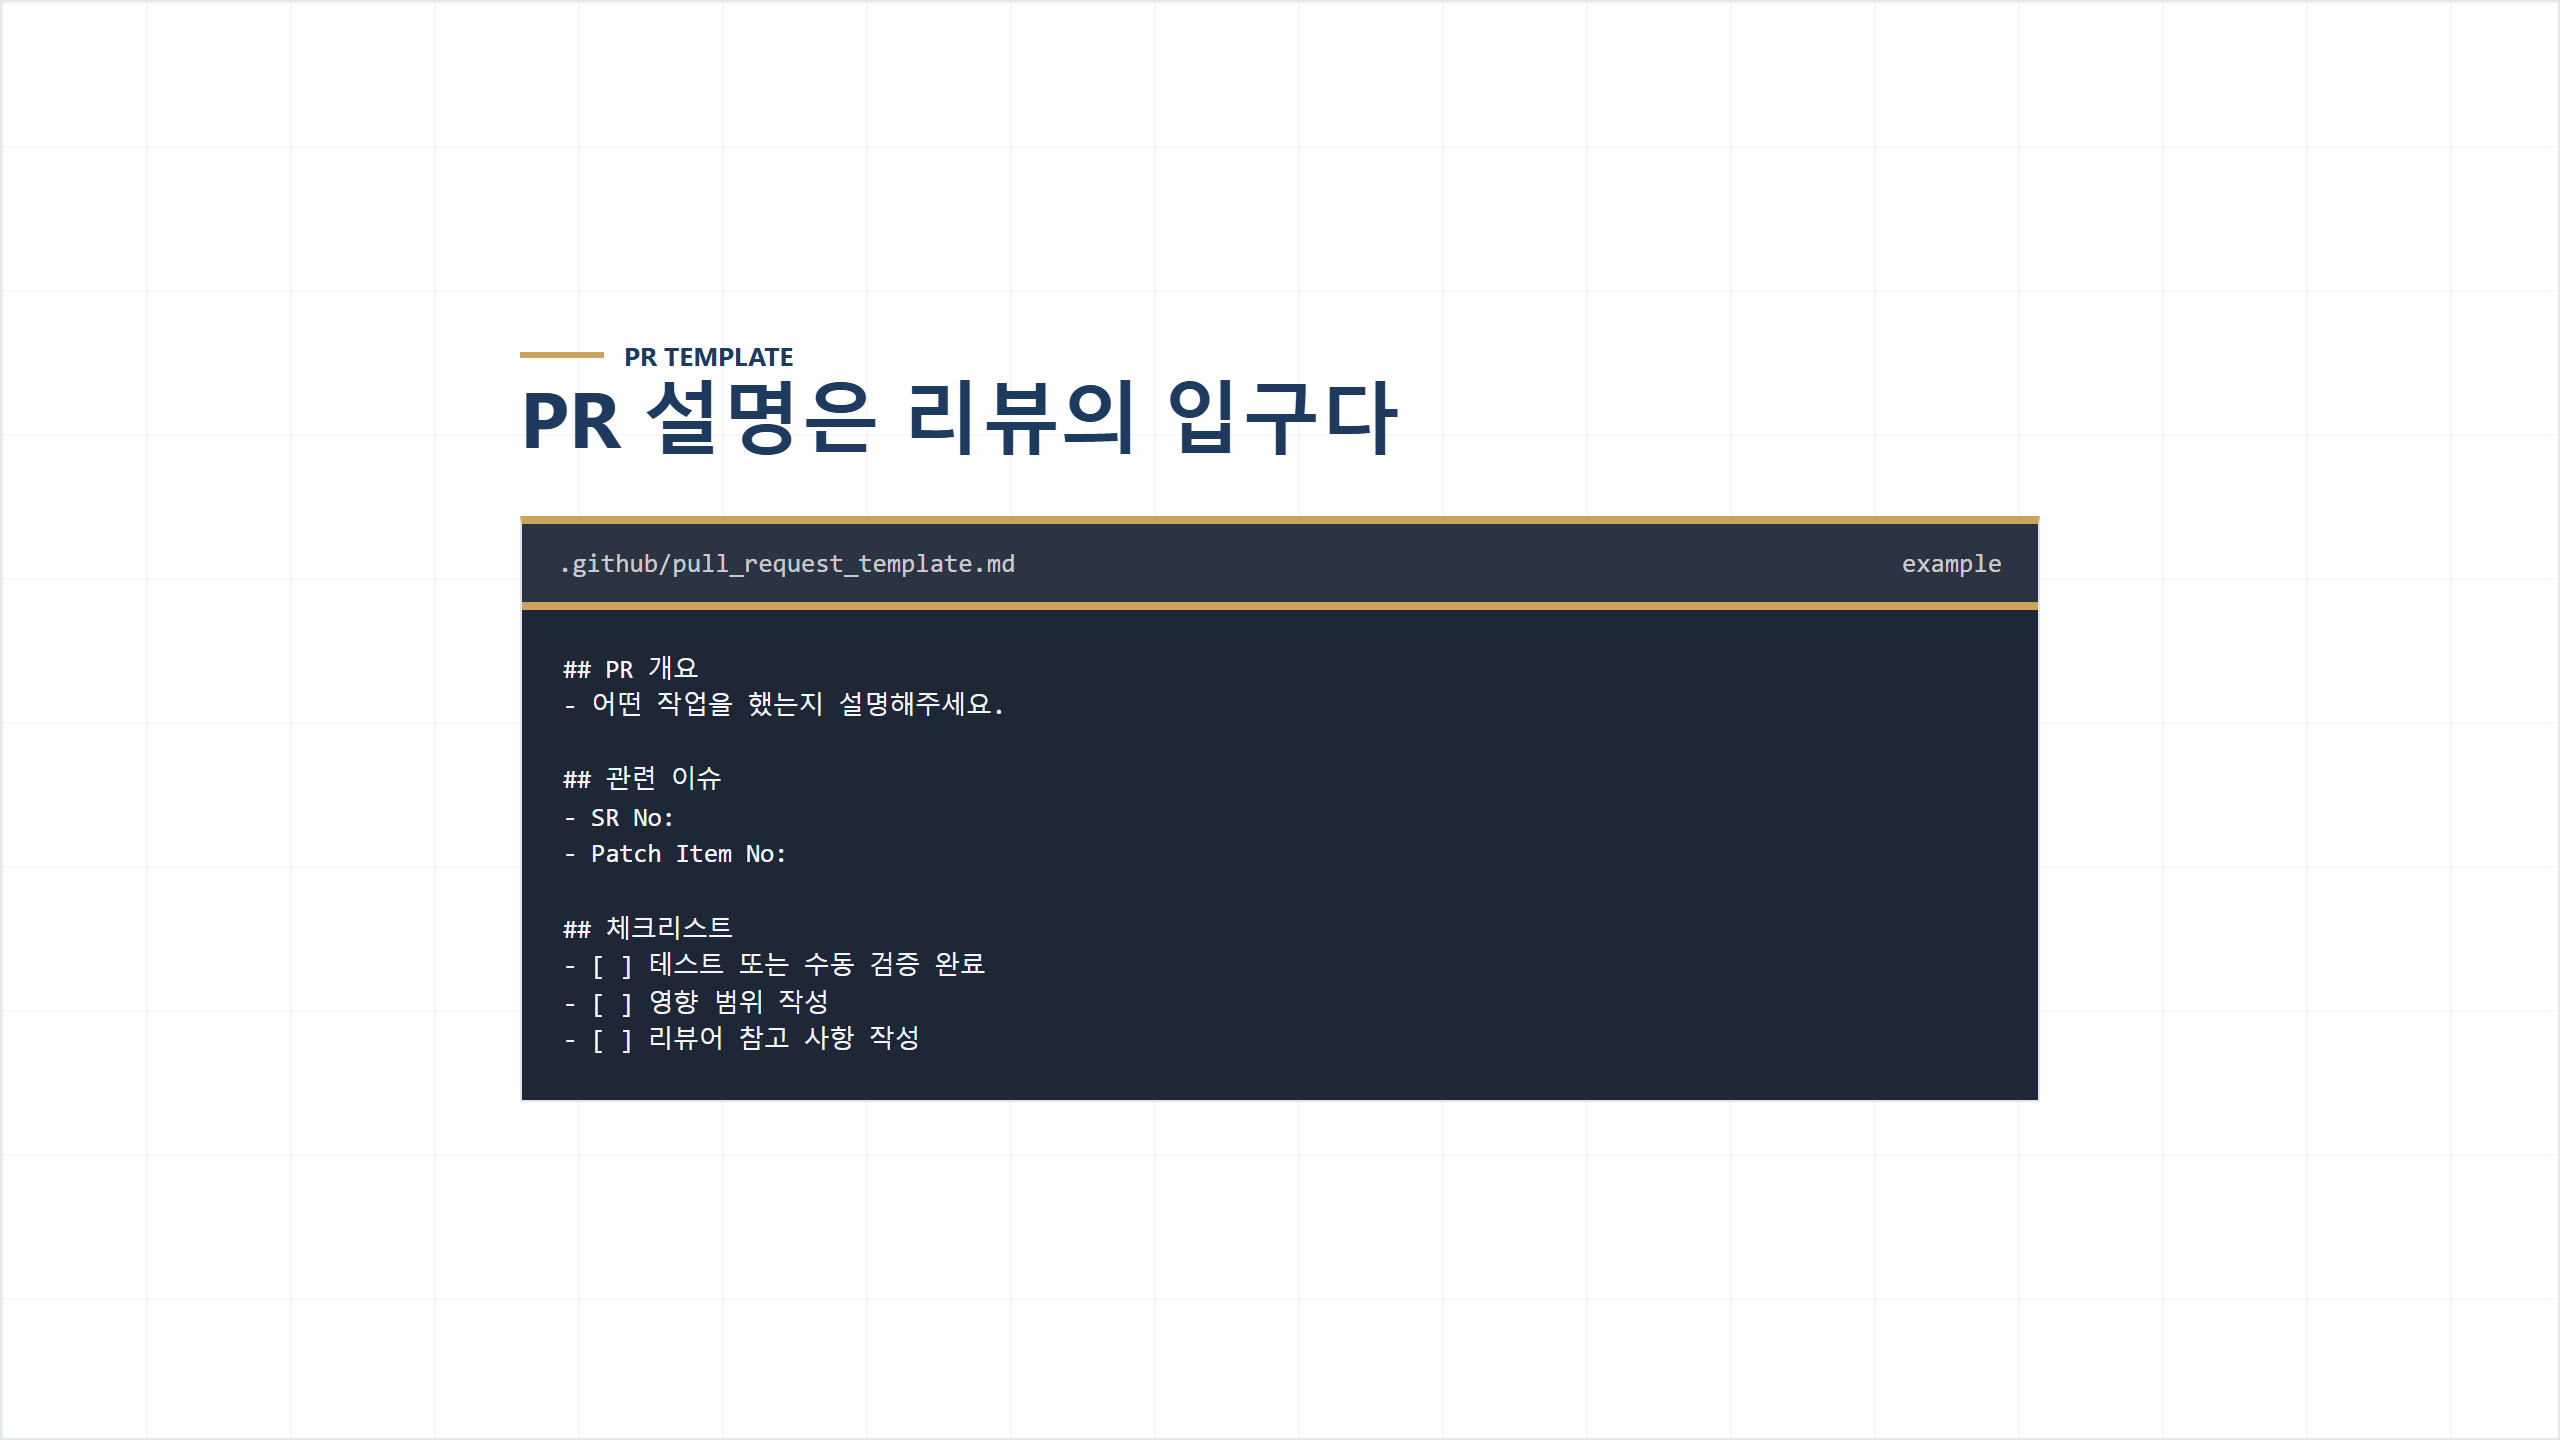 PR TEMPLATE
PR 설명은 리뷰의 입구다
.github/pull_request_template.md
example
## PR 개요
- 어떤 작업을 했는지 설명해주세요.
## 관련 이슈
- SR No:
- Patch Item No:
## 체크리스트
- [ ] 테스트 또는 수동 검증 완료
- [ ] 영향 범위 작성
- [ ] 리뷰어 참고 사항 작성